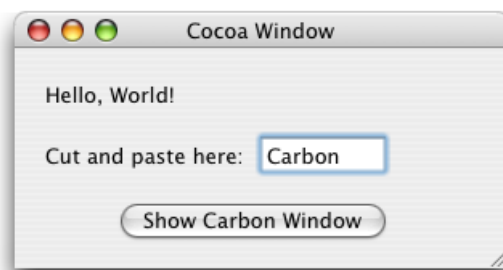 Cocoa Window
Hello, World!
Cut and paste here: Carbon
Show Carbon Window